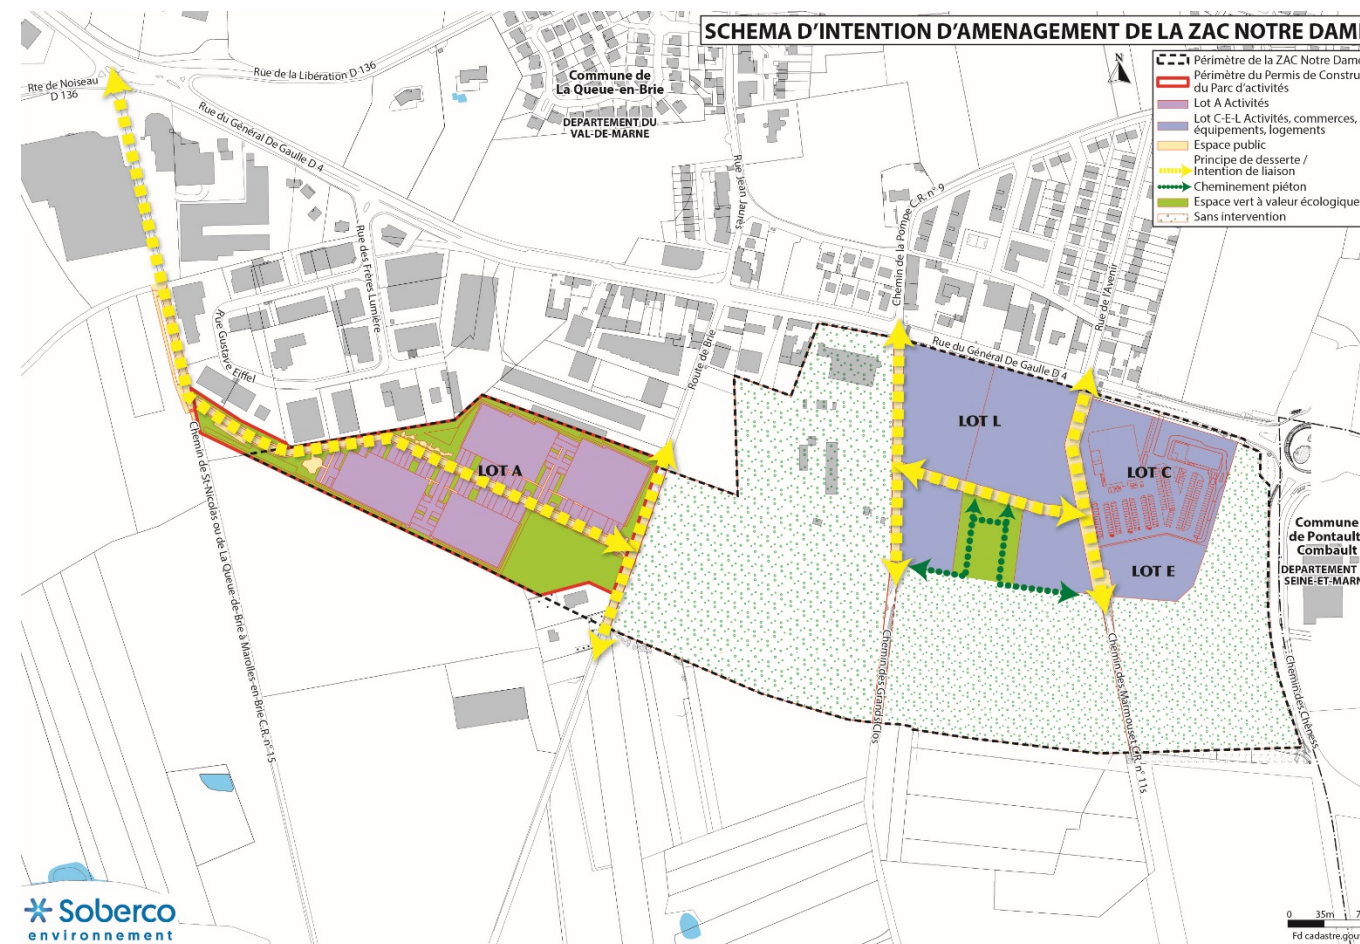 SCHEMA D'INTENTION D'AMENAGEMENT DE LA ZAC NOTRE DAM
Périmètre de la ZAC Notre Dame
Périmètre du Permis de Constru
du Parc d'activités
Lot A Activités
Lot C-E-L Activités, commerces,
équipements, logements
Espace public
Principe de desserte /
Intention de liaison
Cheminement piéton
Espace vert à valeur écologique
Sans intervention
N
Rte de Noiseau
D 136
Rue de la Libération D 136
Commune de
La Queue-en-Brie
DEPARTEMENT DU
VAL-DE-MARNE
Rue du Général De Gaulle D 4
Rue Jean Jaurès
Chemin de la Pompe C.R. n° 9
Rue de l'Avenir
Rue des Frères Lumière
Rue Gustave Eiffel
Route de Brie
Rue du Général De Gaulle D 4
LOT L
LOT A
LOT C
LOT E
Commune
de Pontault
Combault
DEPARTEMENT
SEINE-ET-MARN
Chemin de St-Nicolas ou de La Queue-de-Brie à Marolles-en-Brie C.R. n° 15
Chemin des Grands Clos
Chemin des Marmouset C.R. n° 11s
Chemin des Chêness
Soberco
environnement
0 35m 7
Fd cadastre.gou